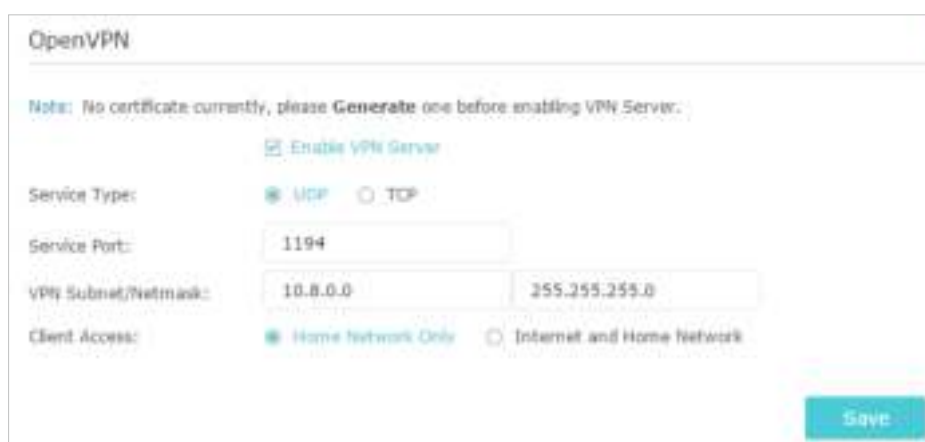 OpenVPN
Note: No certificate currently, please Generate one before enabling VPN Server.
Enable VPN Server
Service Type: UDP TCP
Service Port: 1194
VPN Subnet/Netmask: 10.8.0.0 255.255.255.0
Client Access: Home Network Only Internet and Home Network
Save